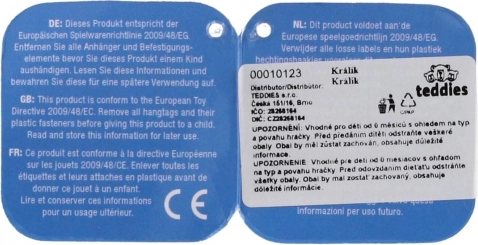 DE: Dieses Produkt entspricht der
Europäischen Spielwarenrichtlinie 2009/48/EG.
Entfernen Sie alle Anhänger und Befestigungs-
elemente bevor Sie dieses Produkt einem Kind
aushändigen. Lesen Sie diese Informationen und
bewahren Sie diese für eine spätere Verwendung auf.
GB: This product is conform to the European Toy
Directive 2009/48/EC. Remove all hangtags and their
plastic fasteners before giving this product to a child.
Read and store this information for later use.
FR: Ce produit est conforme à la directive Européenne
sur les jouets 2009/48/CE. Enlever toutes les
étiquettes et leurs attaches en plastique avant de
donner ce jouet à un enfant.
Lire et conserver ces informations
pour un usage ultérieur.
CE
NL: Dit product voldoet aan de
Europese speelgoedrichtlijn 2009/48/EG.
Verwijder alle losse labels en hun plastiek
00010123
Králík
Králik
teddies
Distributor/Distribútor:
TEDDIES s.r.o.
Česká 151/16, Brno
IČO: 28268164
DIČ: CZ28268164
UPOZORNĚNÍ: Vhodné pro děti od 0 měsíců s ohledem na typ
a povahu hračky. Před předáním dítěti odstraňte veškeré
obaly. Obal by měl zůstat zachován, obsahuje důležité
informace.
UPOZORNENIE: Vhodné pre deti od 0 mesiacov s ohľadom
na typ a povahu hračky. Pred odovzdaním dieťaťu odstráňte
všetky obaly. Obal by mal zostať zachovaný, obsahuje
dôležité informácie.
informazioni per uso futuro.